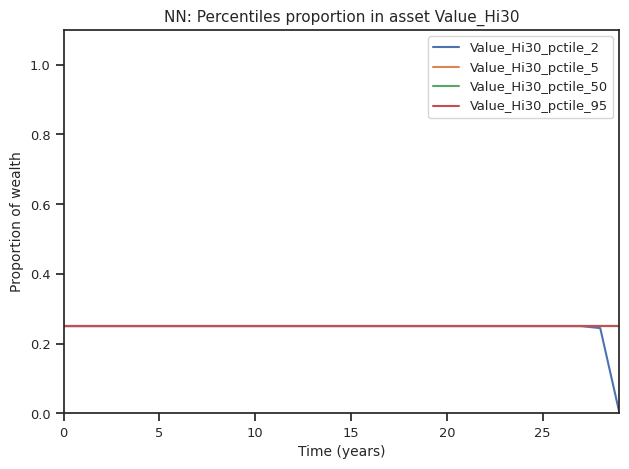 NN: Percentiles proportion in asset Value_Hi30
Value_Hi30_pctile_2
Value_Hi30_pctile_5
Value_Hi30_pctile_50
Value_Hi30_pctile_95
Proportion of wealth
1.0
0.8
0.6
0.4
0.2
0.0
0 5 10 15 20 25
Time (years)